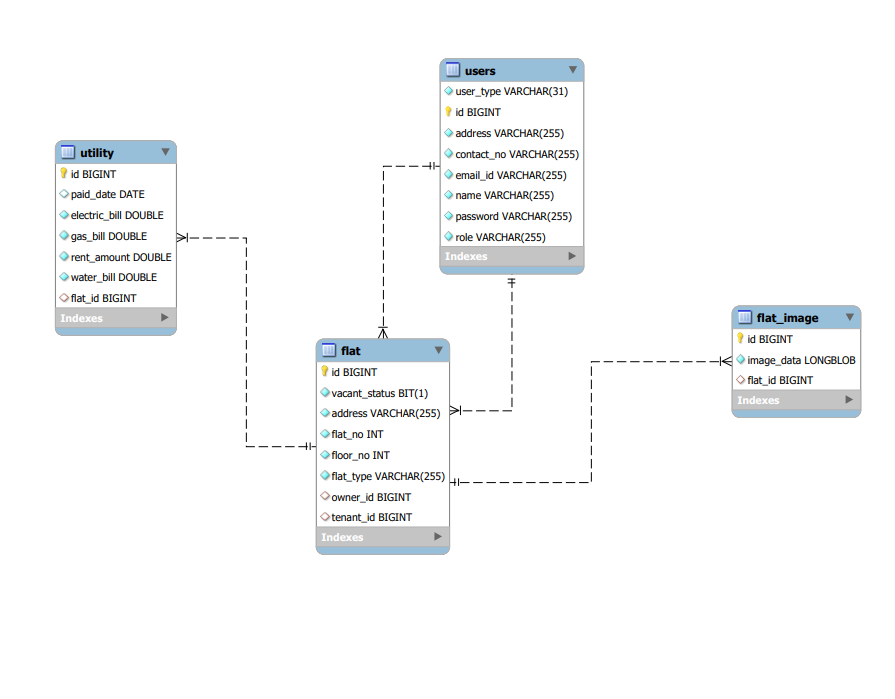 users
user_type VARCHAR(31)
id BIGINT
address VARCHAR(255)
contact_no VARCHAR(255)
email_id VARCHAR(255)
name VARCHAR(255)
password VARCHAR(255)
role VARCHAR(255)
Indexes
utility
id BIGINT
paid_date DATE
electric_bill DOUBLE
gas_bill DOUBLE
rent_amount DOUBLE
water_bill DOUBLE
flat_id BIGINT
Indexes
flat
id BIGINT
vacant_status BIT(1)
address VARCHAR(255)
flat_no INT
floor_no INT
flat_type VARCHAR(255)
owner_id BIGINT
tenant_id BIGINT
Indexes
flat_image
id BIGINT
image_data LONGBLOB
flat_id BIGINT
Indexes